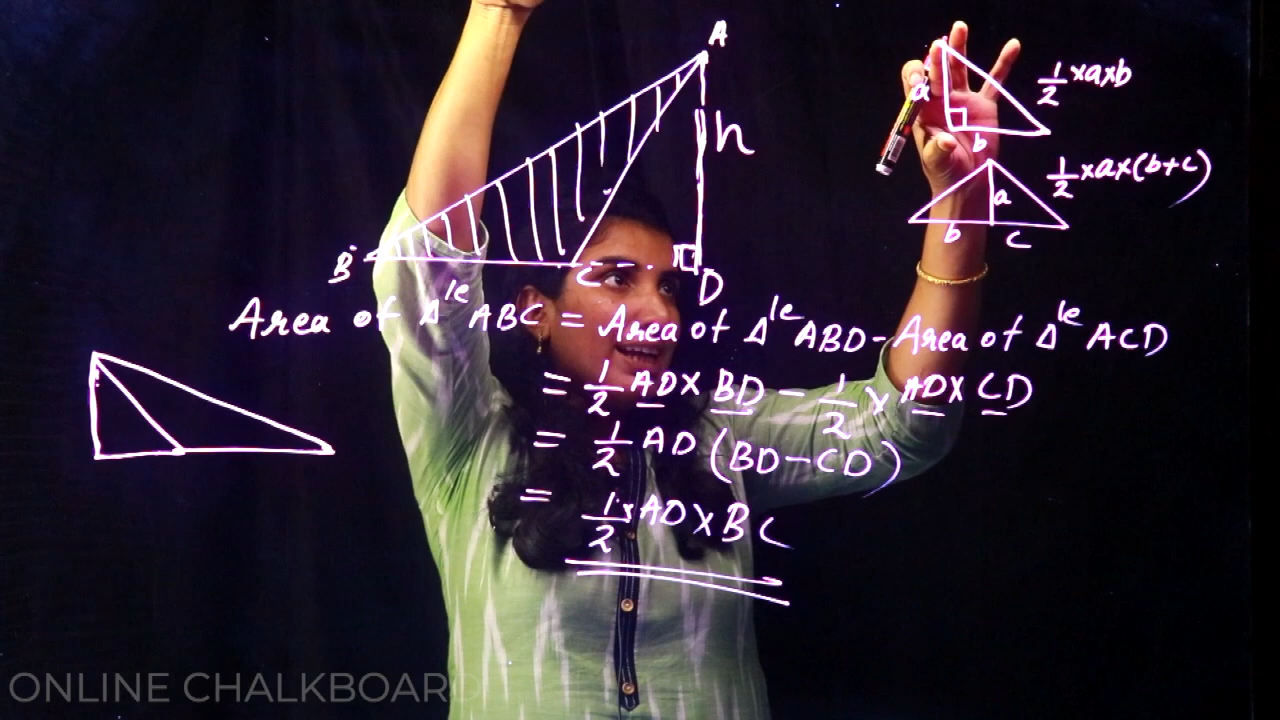 A
h
B
C
D
a
b
1/2 ×a×b
a
b
c
1/2 ×a×(b+c)
Area of Δle ABC = Area of Δle ABD - Area of Δle ACD
= 1/2 AD × BD - 1/2 × AD × CD
= 1/2 AD (BD - CD)
= 1/2 × AD × BC
ONLINE CHALKBOARD